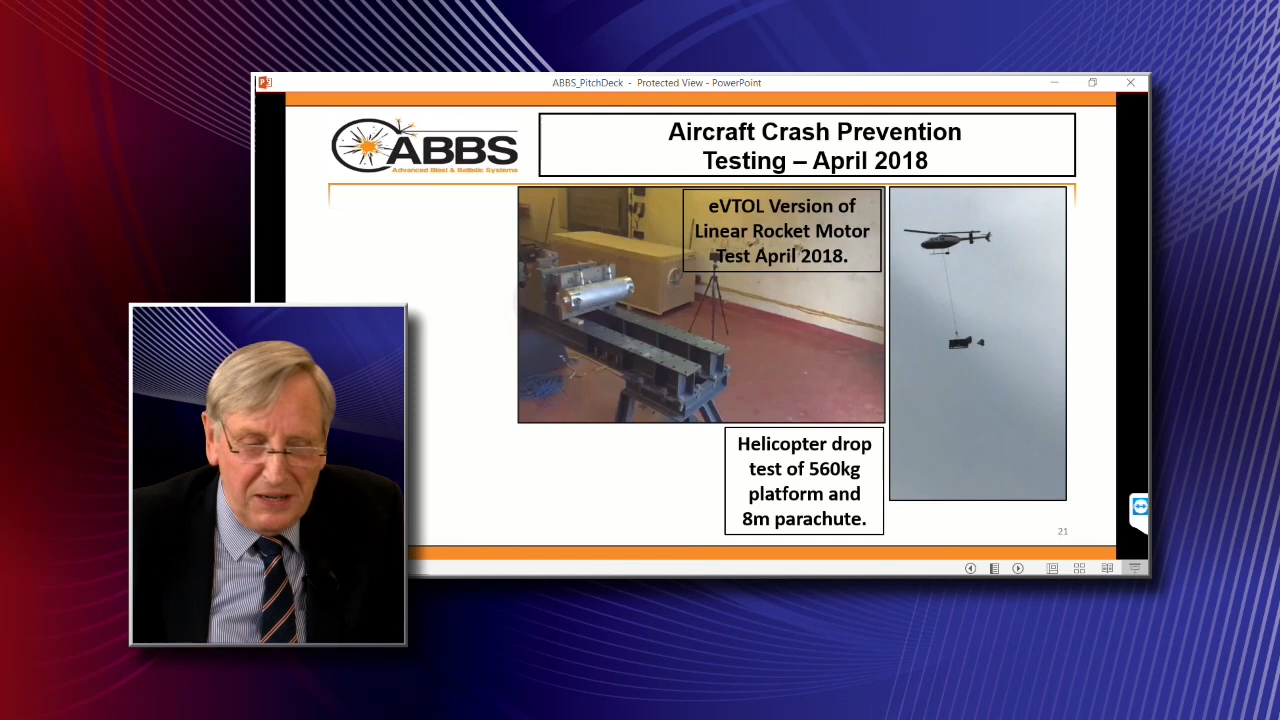 ABBS_PitchDeck - Protected View - PowerPoint
ABBS
Advanced Blast & Ballistic Systems
Aircraft Crash Prevention
Testing – April 2018
eVTOL Version of
Linear Rocket Motor
Test April 2018.
Helicopter drop
test of 560kg
platform and
8m parachute.
21